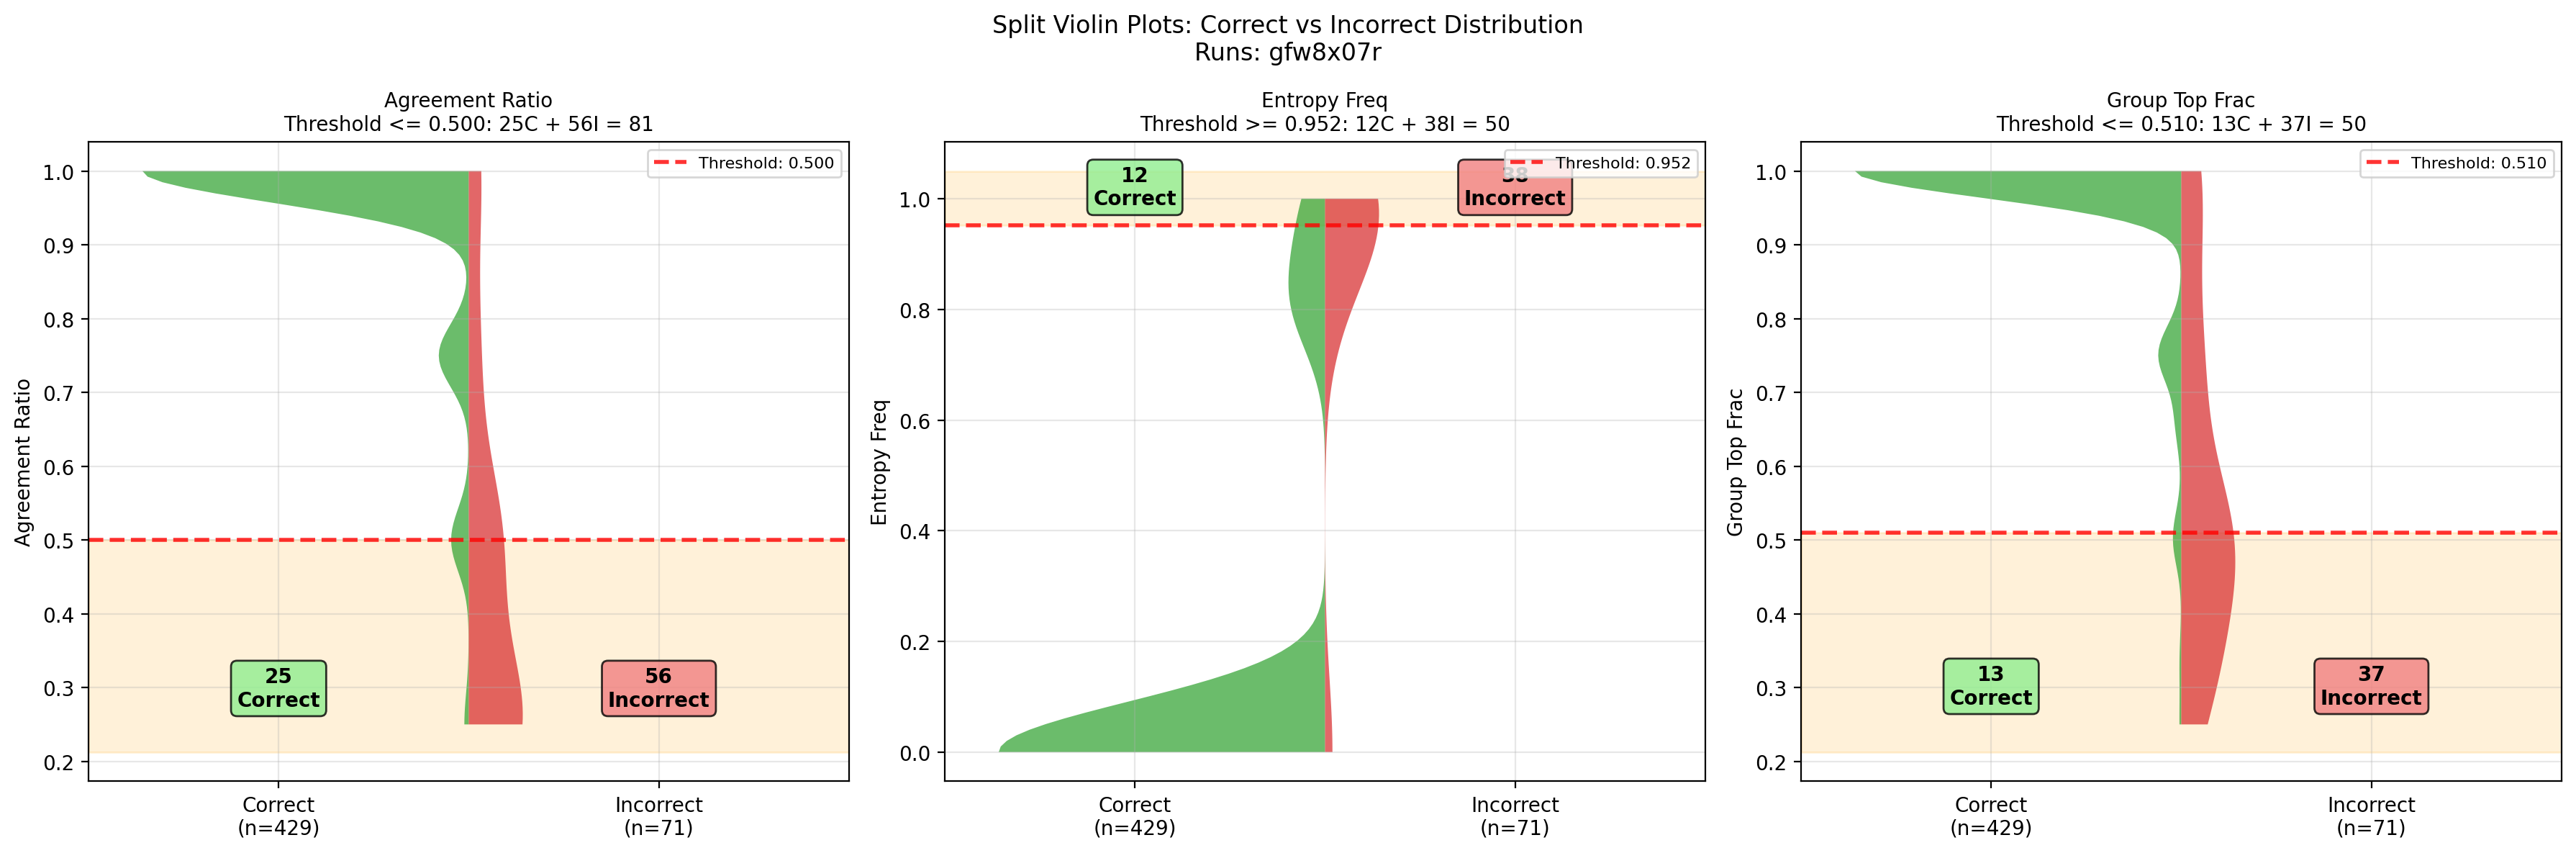 Split Violin Plots: Correct vs Incorrect Distribution
Runs: gfw8x07r
Agreement Ratio
Threshold <= 0.500: 25C + 56I = 81
Threshold: 0.500
Agreement Ratio
1.0
0.9
0.8
0.7
0.6
0.5
0.4
0.3
0.2
25
Correct
56
Incorrect
Correct
(n=429)
Incorrect
(n=71)
Entropy Freq
Threshold >= 0.952: 12C + 38I = 50
Threshold: 0.952
12
Correct
38
Incorrect
Entropy Freq
1.0
0.8
0.6
0.4
0.2
0.0
Correct
(n=429)
Incorrect
(n=71)
Group Top Frac
Threshold <= 0.510: 13C + 37I = 50
Threshold: 0.510
Group Top Frac
1.0
0.9
0.8
0.7
0.6
0.5
0.4
0.3
0.2
13
Correct
37
Incorrect
Correct
(n=429)
Incorrect
(n=71)